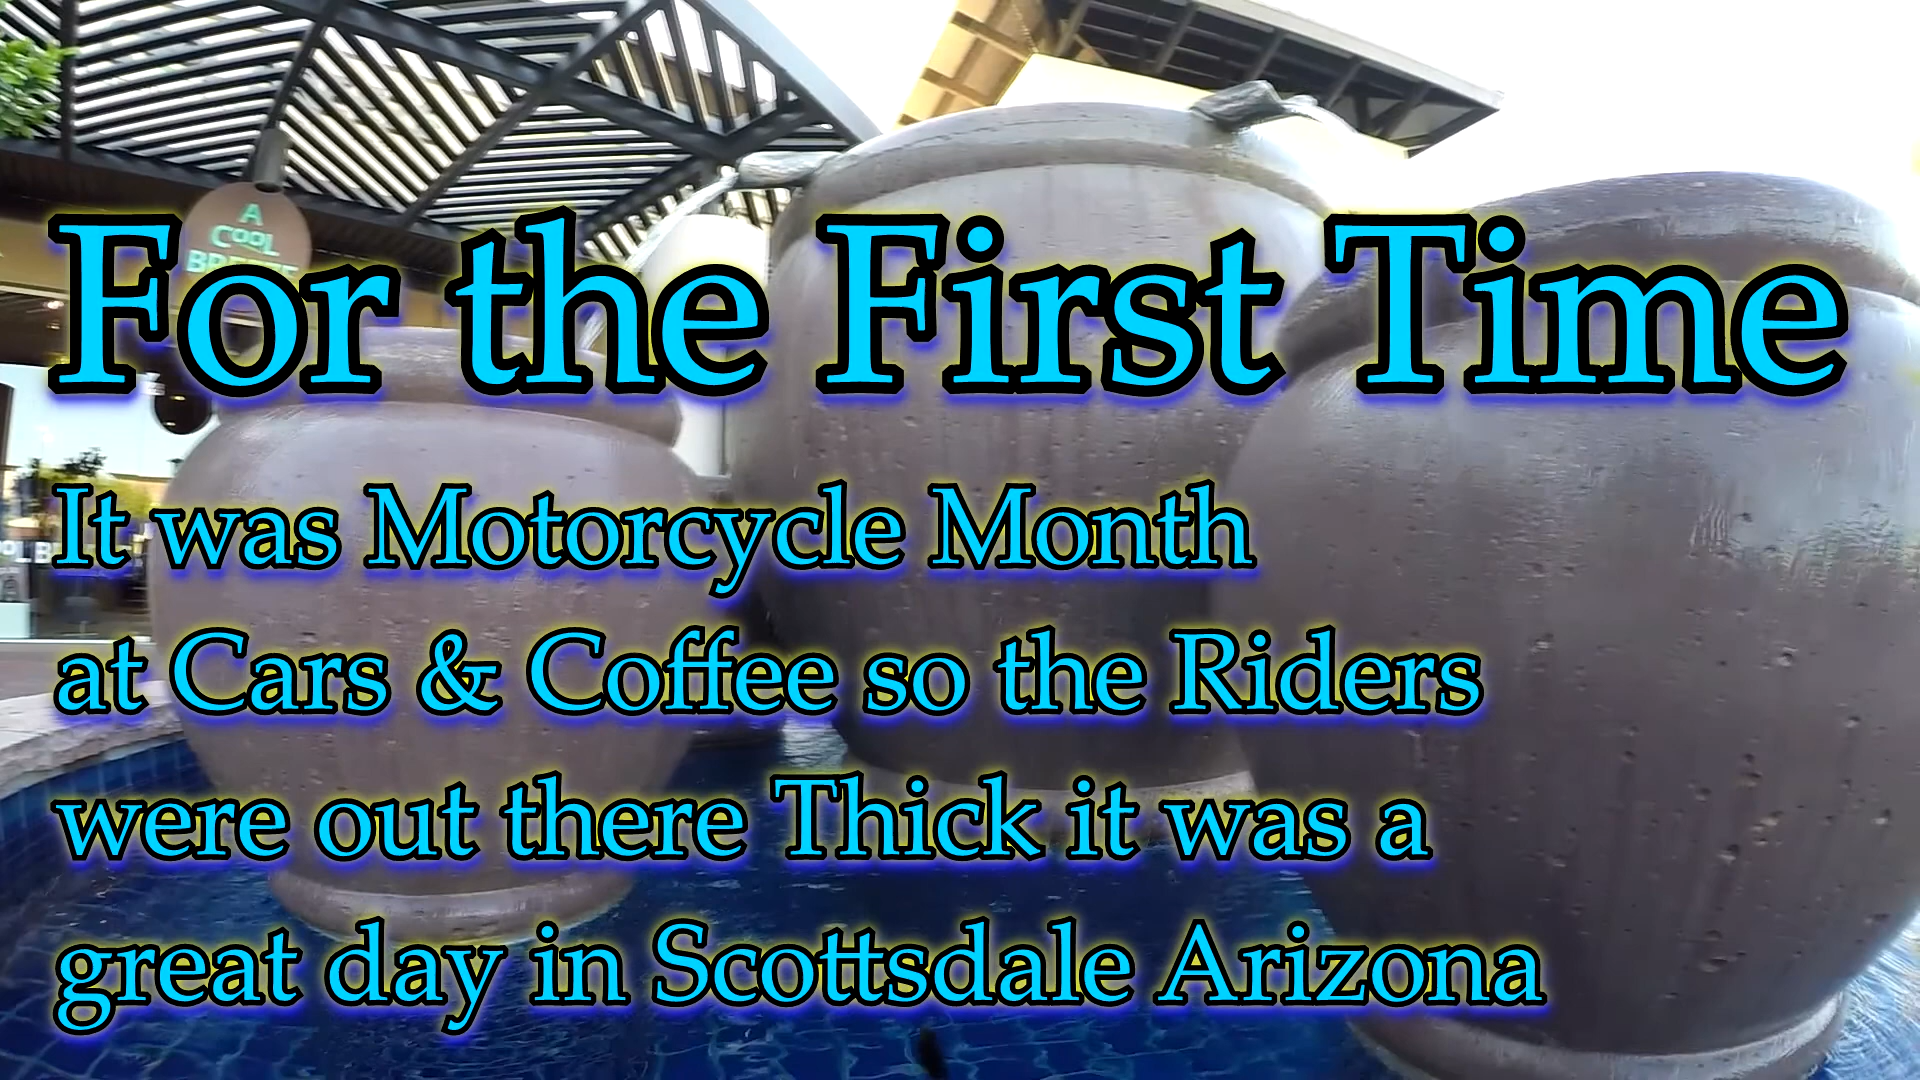 A
COOL
BREEZE
For the First Time
It was Motorcycle Month
at Cars & Coffee so the Riders
were out there Thick it was a
great day in Scottsdale Arizona